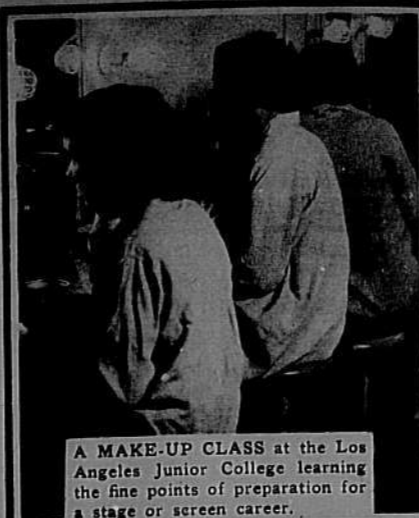 A MAKE-UP CLASS at the Los
Angeles Junior College learning
the fine points of preparation for
a stage or screen career.